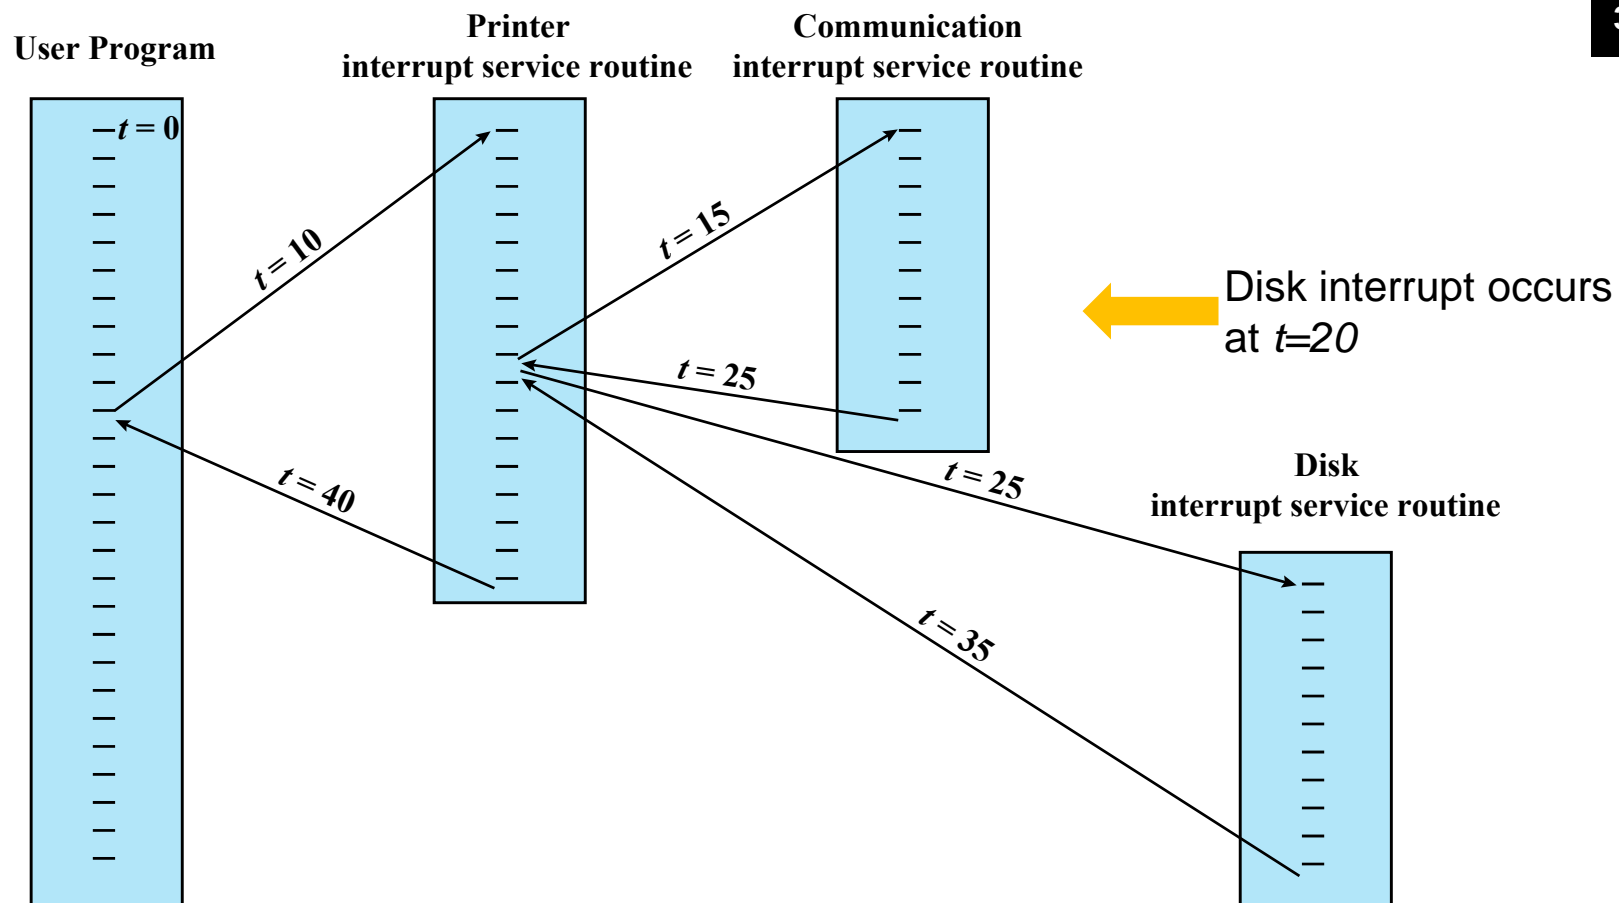 3
User Program
Printer
interrupt service routine
Communication
interrupt service routine
t = 0
t = 10
t = 15
Disk interrupt occurs
at t=20
t = 25
t = 25
t = 40
Disk
interrupt service routine
t = 35